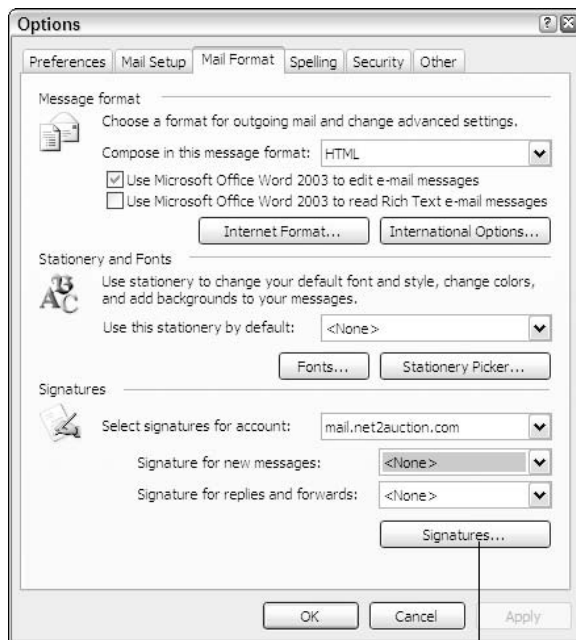 Options
Preferences Mail Setup Mail Format Spelling Security Other
Message format
Choose a format for outgoing mail and change advanced settings.
Compose in this message format: HTML
Use Microsoft Office Word 2003 to edit e-mail messages
Use Microsoft Office Word 2003 to read Rich Text e-mail messages
Internet Format... International Options...
Stationery and Fonts
Use stationery to change your default font and style, change colors,
and add backgrounds to your messages.
Use this stationery by default: <None>
Fonts... Stationery Picker...
Signatures
Select signatures for account: mail.net2auction.com
Signature for new messages: <None>
Signature for replies and forwards: <None>
Signatures...
OK Cancel Apply